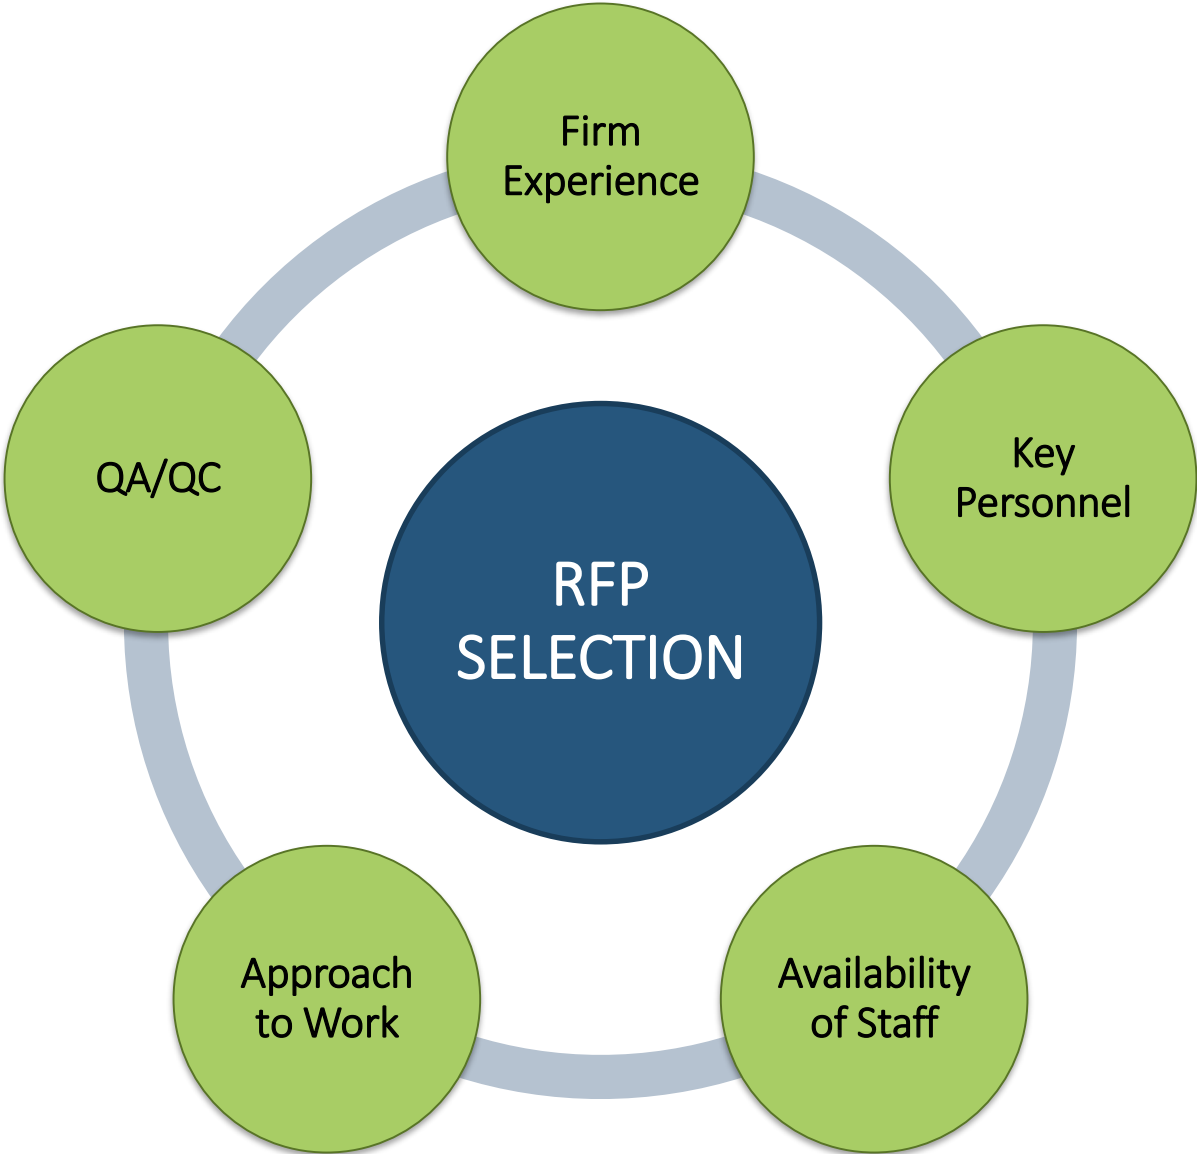 Firm
Experience
Key
Personnel
QA/QC
RFP
SELECTION
Approach
to Work
Availability
of Staff